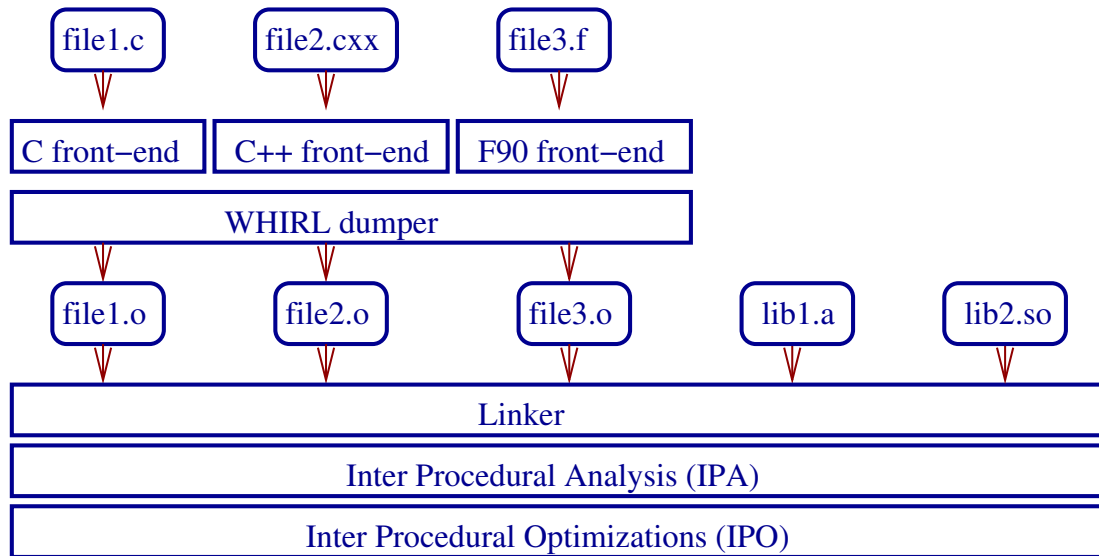 file1.c file2.cxx file3.f
C front−end C++ front−end F90 front−end
WHIRL dumper
file1.o file2.o file3.o lib1.a lib2.so
Linker
Inter Procedural Analysis (IPA)
Inter Procedural Optimizations (IPO)